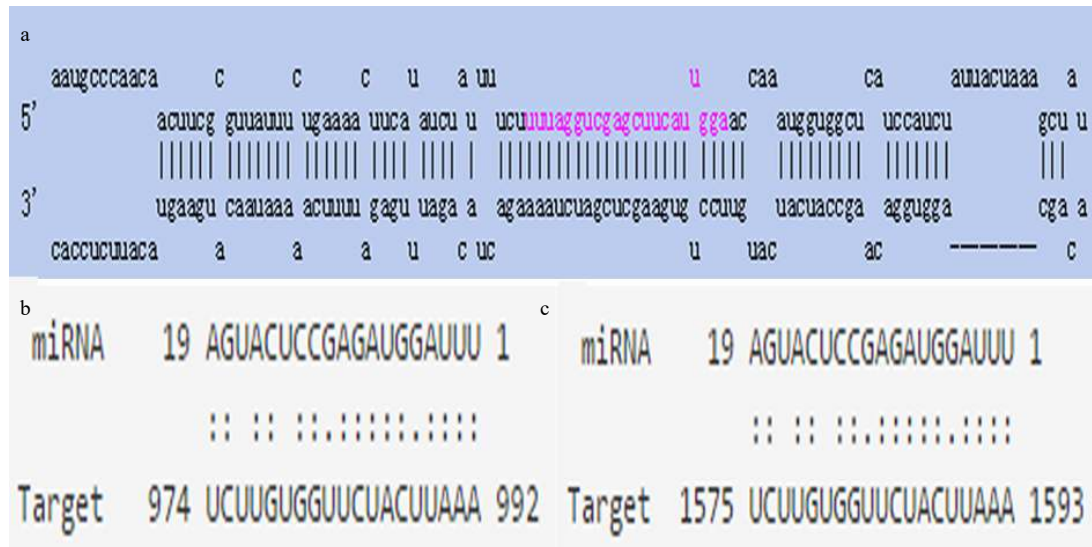 a
aaugcccaaca c c c u a uu u caa ca auuacuaaa a
5' acuucg guuauuu ugaaaa uuca aucu u ucuuuuaggucgagcuucau ggaac augguggcu uccaucu gcu u
|||||| ||||||| |||||| |||| |||| | |||||||||||||||||||| ||||| ||||||||| ||||||| |||
3' ugaagu caauaaa acuuuu gagu uaga a agaaaaucuagcucgaagug ccuug uacuaccga aggugga cga a
caccucuuaca a a a u c uc u uac ac --------- c
b
miRNA 19 AGUACUCCGAGAUGGAUUU 1
:: :: ::.:::::.::::
Target 974 UCUUGUGGUUCUACUUAAA 992
c
miRNA 19 AGUACUCCGAGAUGGAUUU 1
:: :: ::.:::::.::::
Target 1575 UCUUGUGGUUCUACUUAAA 1593